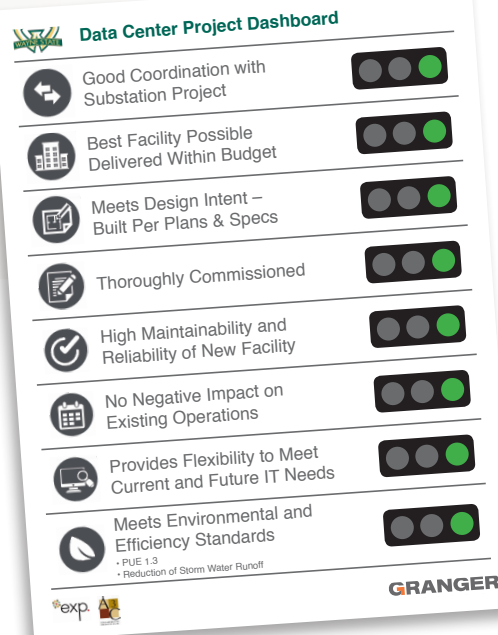 WAYNE STATE
Data Center Project Dashboard
Good Coordination with
Substation Project
Best Facility Possible
Delivered Within Budget
Meets Design Intent –
Built Per Plans & Specs
Thoroughly Commissioned
High Maintainability and
Reliability of New Facility
No Negative Impact on
Existing Operations
Provides Flexibility to Meet
Current and Future IT Needs
Meets Environmental and
Efficiency Standards
• PUE 1.3
• Reduction of Storm Water Runoff
exp.
GRANGER